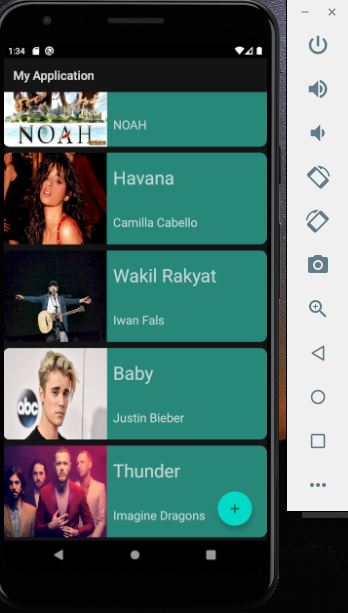 1:34
My Application
NOAH
NOAH
Havana
Camilla Cabello
Wakil Rakyat
Iwan Fals
Baby
abc
Justin Bieber
Thunder
Imagine Dragons
+